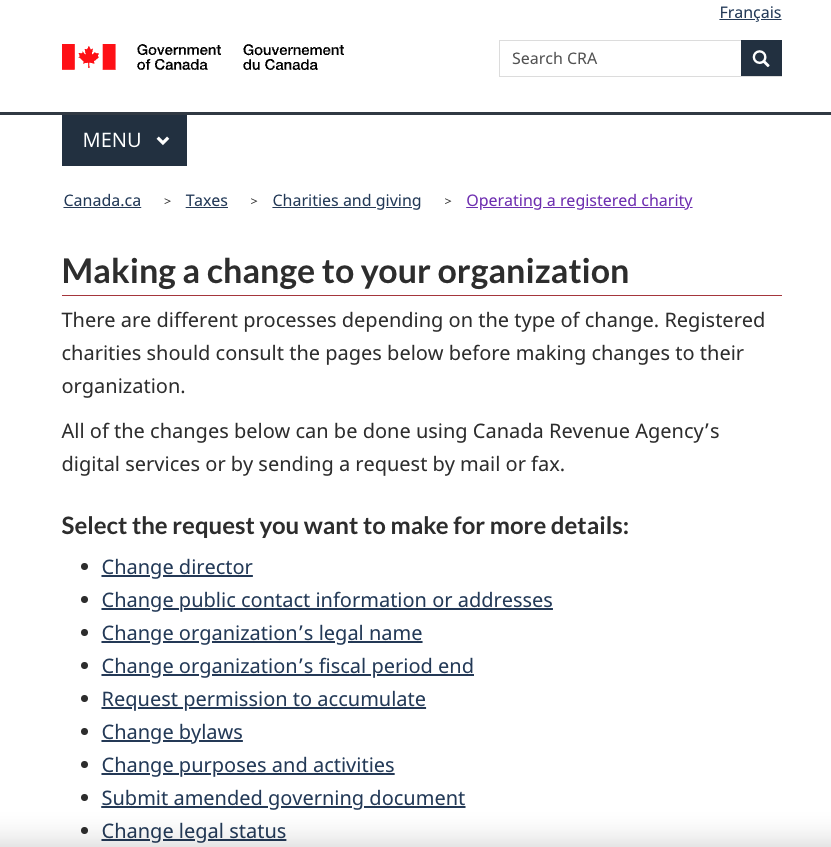 Français
Government of Canada
Gouvernement du Canada
Search CRA
MENU
Canada.ca > Taxes > Charities and giving > Operating a registered charity
Making a change to your organization
There are different processes depending on the type of change. Registered
charities should consult the pages below before making changes to their
organization.
All of the changes below can be done using Canada Revenue Agency’s
digital services or by sending a request by mail or fax.
Select the request you want to make for more details:
• Change director
• Change public contact information or addresses
• Change organization’s legal name
• Change organization’s fiscal period end
• Request permission to accumulate
• Change bylaws
• Change purposes and activities
• Submit amended governing document
• Change legal status